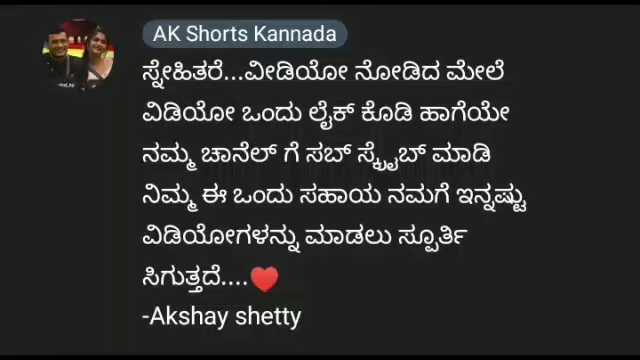 AK Shorts Kannada
ಸ್ನೇಹಿತರೆ...ವೀಡಿಯೋ ನೋಡಿದ ಮೇಲೆ
ವಿಡಿಯೋ ಒಂದು ಲೈಕ್ ಕೊಡಿ ಹಾಗೆಯೇ
ನಮ್ಮ ಚಾನೆಲ್ ಗೆ ಸಬ್ ಸ್ಕ್ರೈಬ್ ಮಾಡಿ
ನಿಮ್ಮ ಈ ಒಂದು ಸಹಾಯ ನಮಗೆ ಇನ್ನಷ್ಟು
ವಿಡಿಯೋಗಳನ್ನು ಮಾಡಲು ಸ್ಪೂರ್ತಿ
ಸಿಗುತ್ತದೆ....❤️
-Akshay shetty